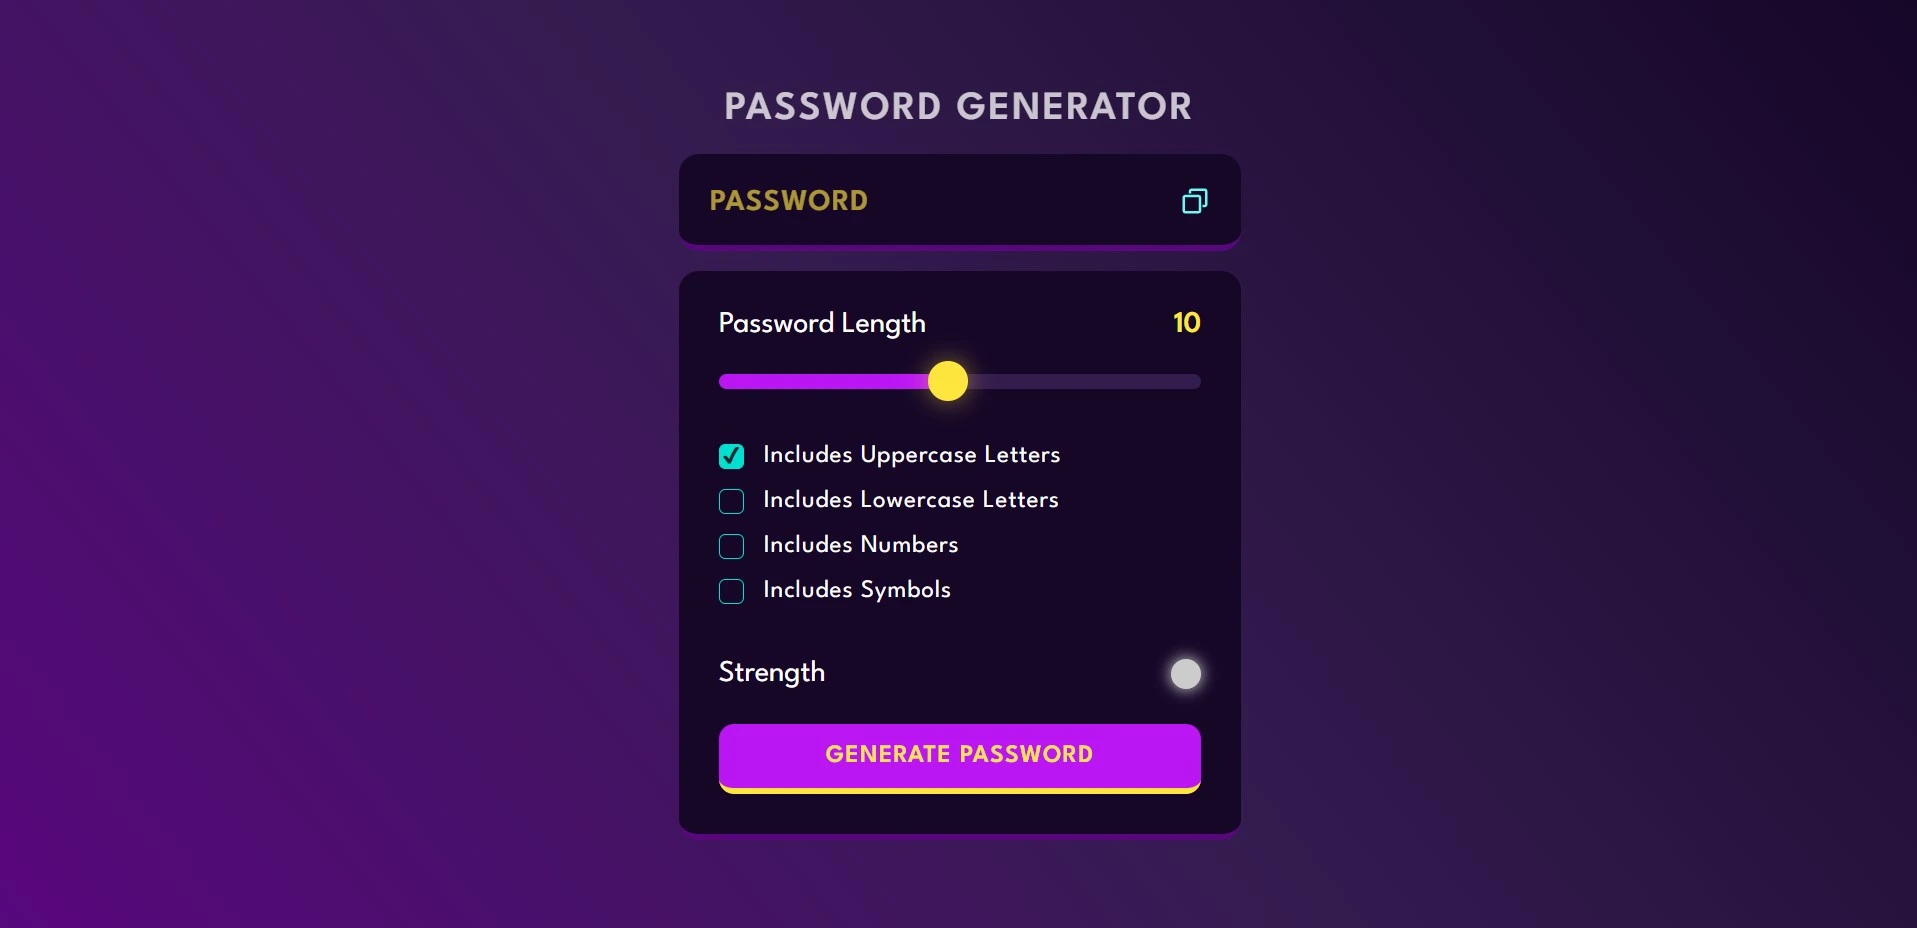 PASSWORD GENERATOR
PASSWORD
Password Length 10
Includes Uppercase Letters
Includes Lowercase Letters
Includes Numbers
Includes Symbols
Strength
GENERATE PASSWORD